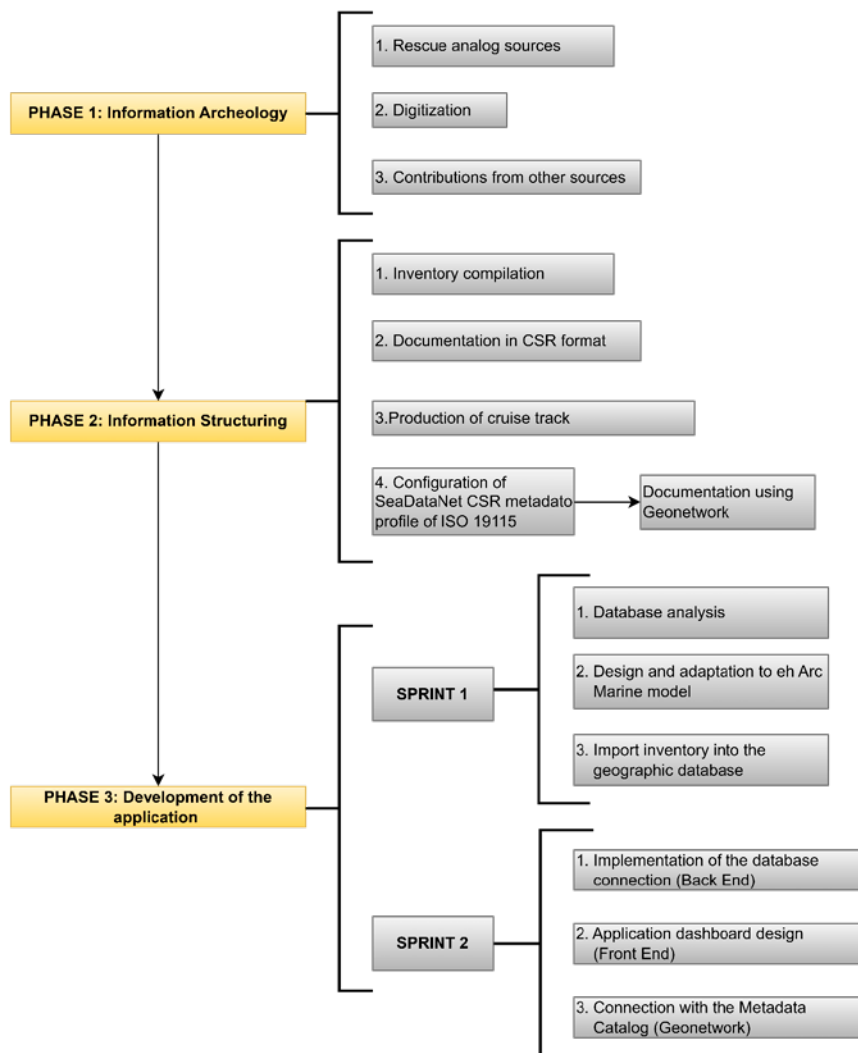 PHASE 1: Information Archeology
1. Rescue analog sources
2. Digitization
3. Contributions from other sources
PHASE 2: Information Structuring
1. Inventory compilation
2. Documentation in CSR format
3.Production of cruise track
4. Configuration of
SeaDataNet CSR metadato
profile of ISO 19115
Documentation using
Geonetwork
PHASE 3: Development of the
application
SPRINT 1
1. Database analysis
2. Design and adaptation to eh Arc
Marine model
3. Import inventory into the
geographic database
SPRINT 2
1. Implementation of the database
connection (Back End)
2. Application dashboard design
(Front End)
3. Connection with the Metadata
Catalog (Geonetwork)